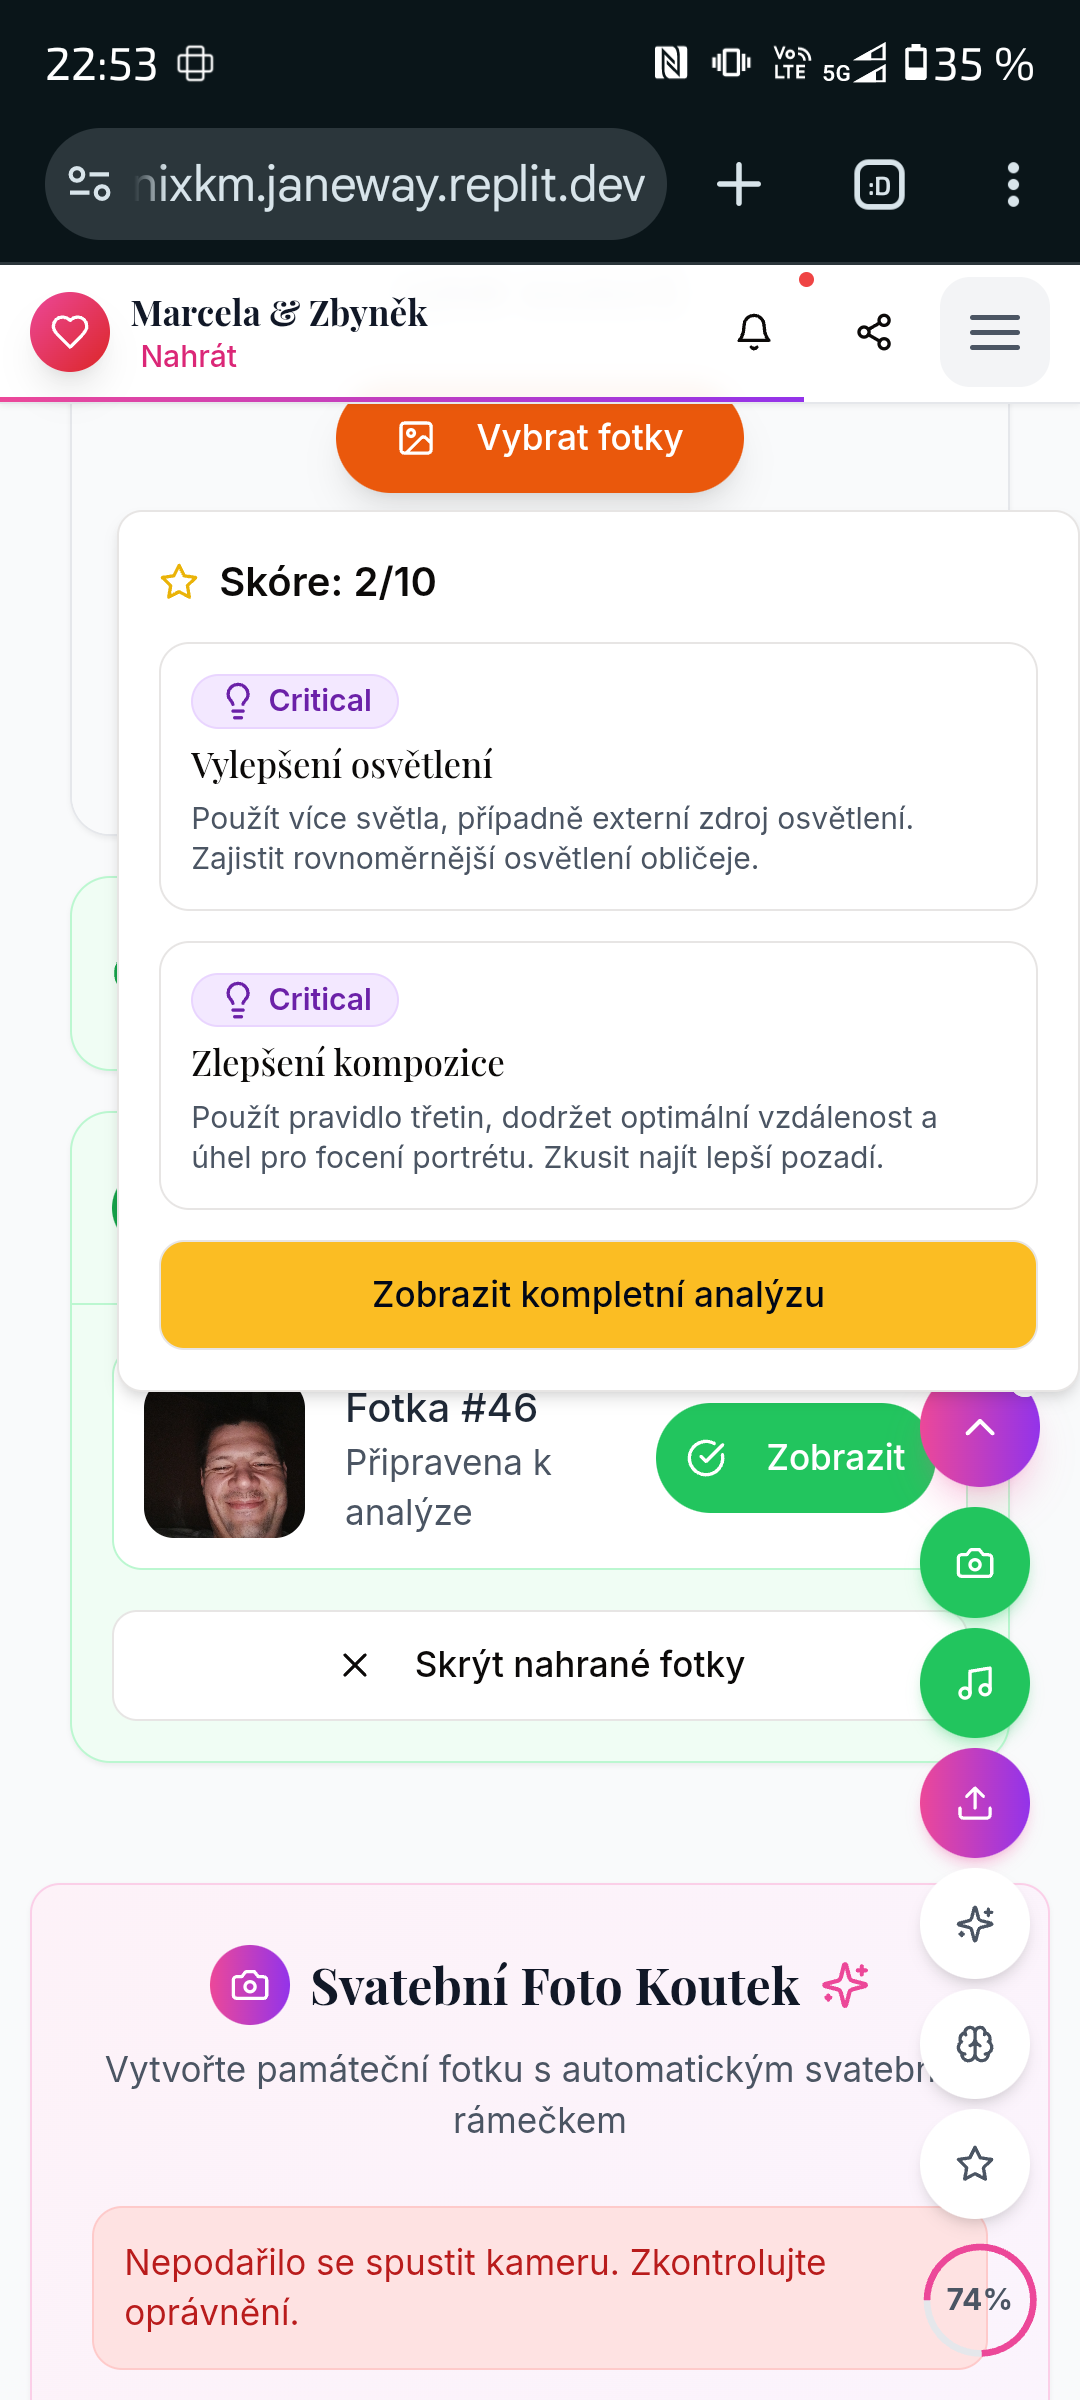 22:53
VoLTE 5G 35 %
nixkm.janeway.replit.dev
:D
Marcela & Zbyněk
Nahrát
Vybrat fotky
Skóre: 2/10
Critical
Vylepšení osvětlení
Použít více světla, případně externí zdroj osvětlení.
Zajistit rovnoměrnější osvětlení obličeje.
Critical
Zlepšení kompozice
Použít pravidlo třetin, dodržet optimální vzdálenost a
úhel pro focení portrétu. Zkusit najít lepší pozadí.
Zobrazit kompletní analýzu
Fotka #46
Připravena k
analýze
Zobrazit
Skrýt nahrané fotky
Svatební Foto Koutek
Vytvořte památeční fotku s automatickým svatebn
rámečkem
Nepodařilo se spustit kameru. Zkontrolujte
oprávnění.
74%